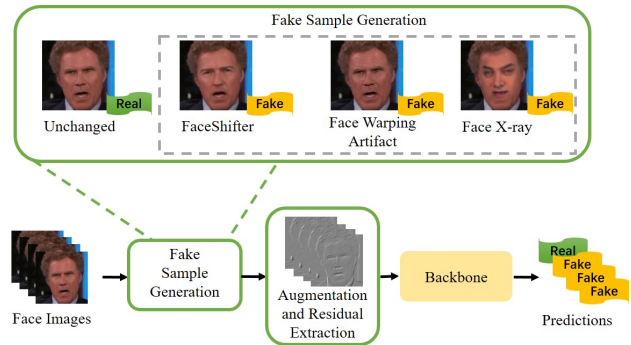 Fake Sample Generation
Real
Fake
Fake
Fake
Unchanged
FaceShifter
Face Warping
Artifact
Face X-ray
Face Images
Fake
Sample
Generation
Augmentation
and Residual
Extraction
Backbone
Real
Fake
Fake
Fake
Predictions